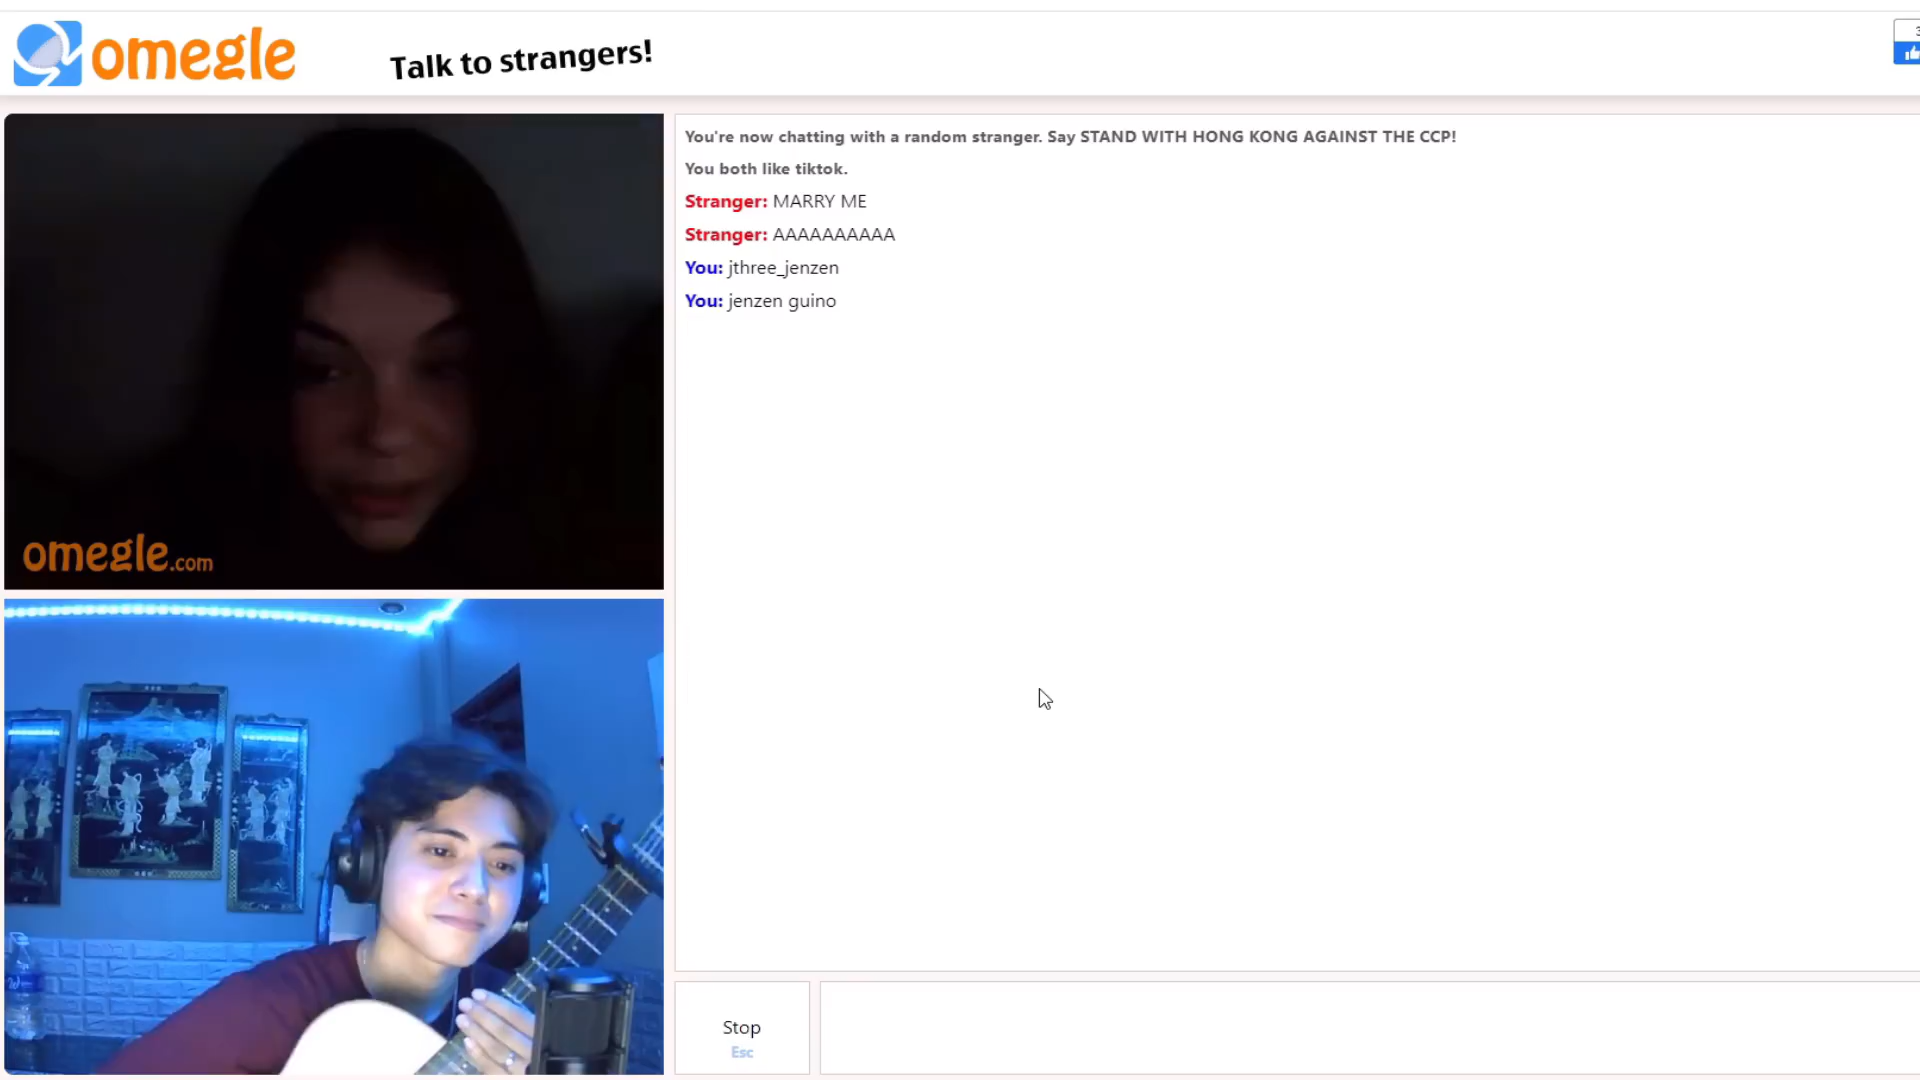 omegle
Talk to strangers!
You're now chatting with a random stranger. Say STAND WITH HONG KONG AGAINST THE CCP!
You both like tiktok.
Stranger: MARRY ME
Stranger: AAAAAAAAAA
You: jthree_jenzen
You: jenzen guino
omegle.com
Stop
Esc